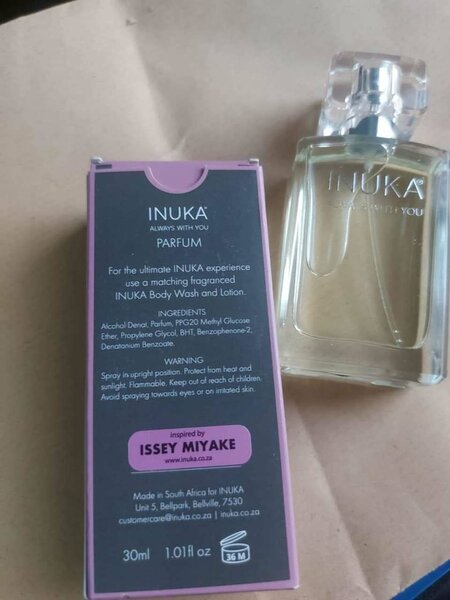 INUKA®
ALWAYS WITH YOU
PARFUM
For the ultimate INUKA experience
use a matching fragranced
INUKA Body Wash and Lotion.
INGREDIENTS
Alcohol Denat, Parfum, PPG20 Methyl Glucose
Ether, Propylene Glycol, BHT, Benzophenone-2,
Denatonium Benzoate.
WARNING
Spray in upright position. Protect from heat and
sunlight. Flammable. Keep out of reach of children.
Avoid spraying towards eyes or on irritated skin.
inspired by
ISSEY MIYAKE
www.inuka.co.za
Made in South Africa for INUKA
Unit 5, Bellpark, Bellville, 7530
customercare@inuka.co.za | inuka.co.za
30ml 1.01fl oz 36 M
INUKA®
WITH YOU